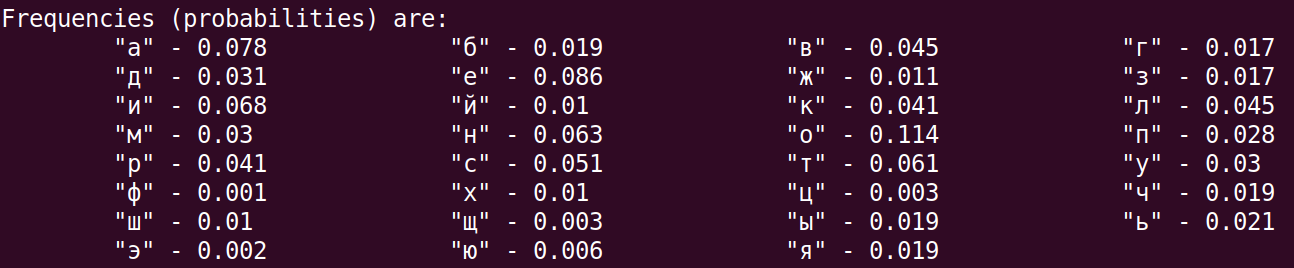 Frequencies (probabilities) are:
"а" - 0.078 "б" - 0.019 "в" - 0.045 "г" - 0.017
"д" - 0.031 "е" - 0.086 "ж" - 0.011 "з" - 0.017
"и" - 0.068 "й" - 0.01 "к" - 0.041 "л" - 0.045
"м" - 0.03 "н" - 0.063 "о" - 0.114 "п" - 0.028
"р" - 0.041 "с" - 0.051 "т" - 0.061 "у" - 0.03
"ф" - 0.001 "х" - 0.01 "ц" - 0.003 "ч" - 0.019
"ш" - 0.01 "щ" - 0.003 "ы" - 0.019 "ь" - 0.021
"э" - 0.002 "ю" - 0.006 "я" - 0.019